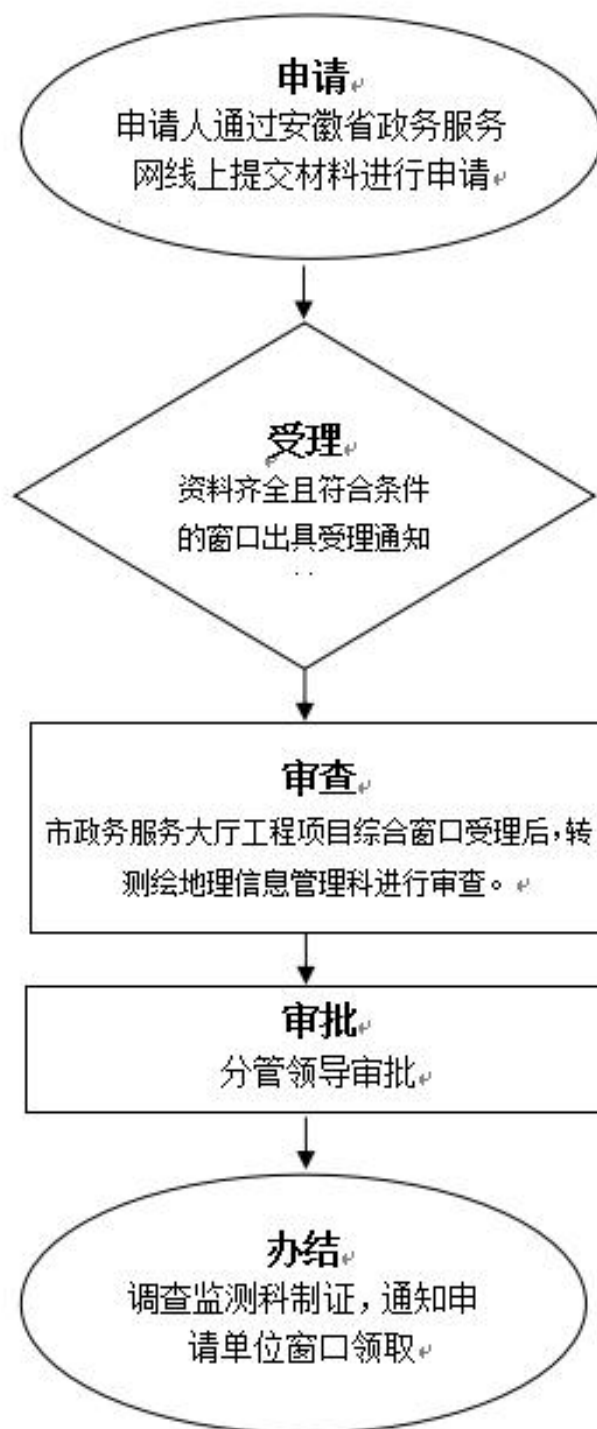 申请
申请人通过安徽省政务服务
网线上提交材料进行申请
受理
资料齐全且符合条件
的窗口出具受理通知
审查
市政务服务大厅工程项目综合窗口受理后，转
测绘地理信息管理科进行审查。
审批
分管领导审批
办结
调查监测科制证，通知申
请单位窗口领取